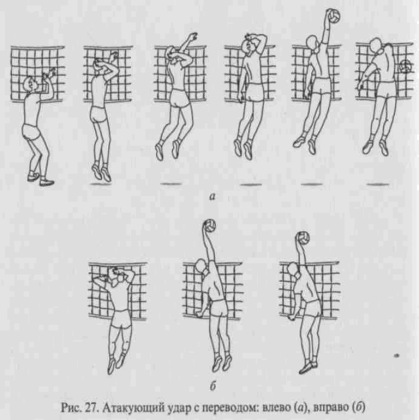 а
б
Рис. 27. Атакующий удар с переводом: влево (а), вправо (б)